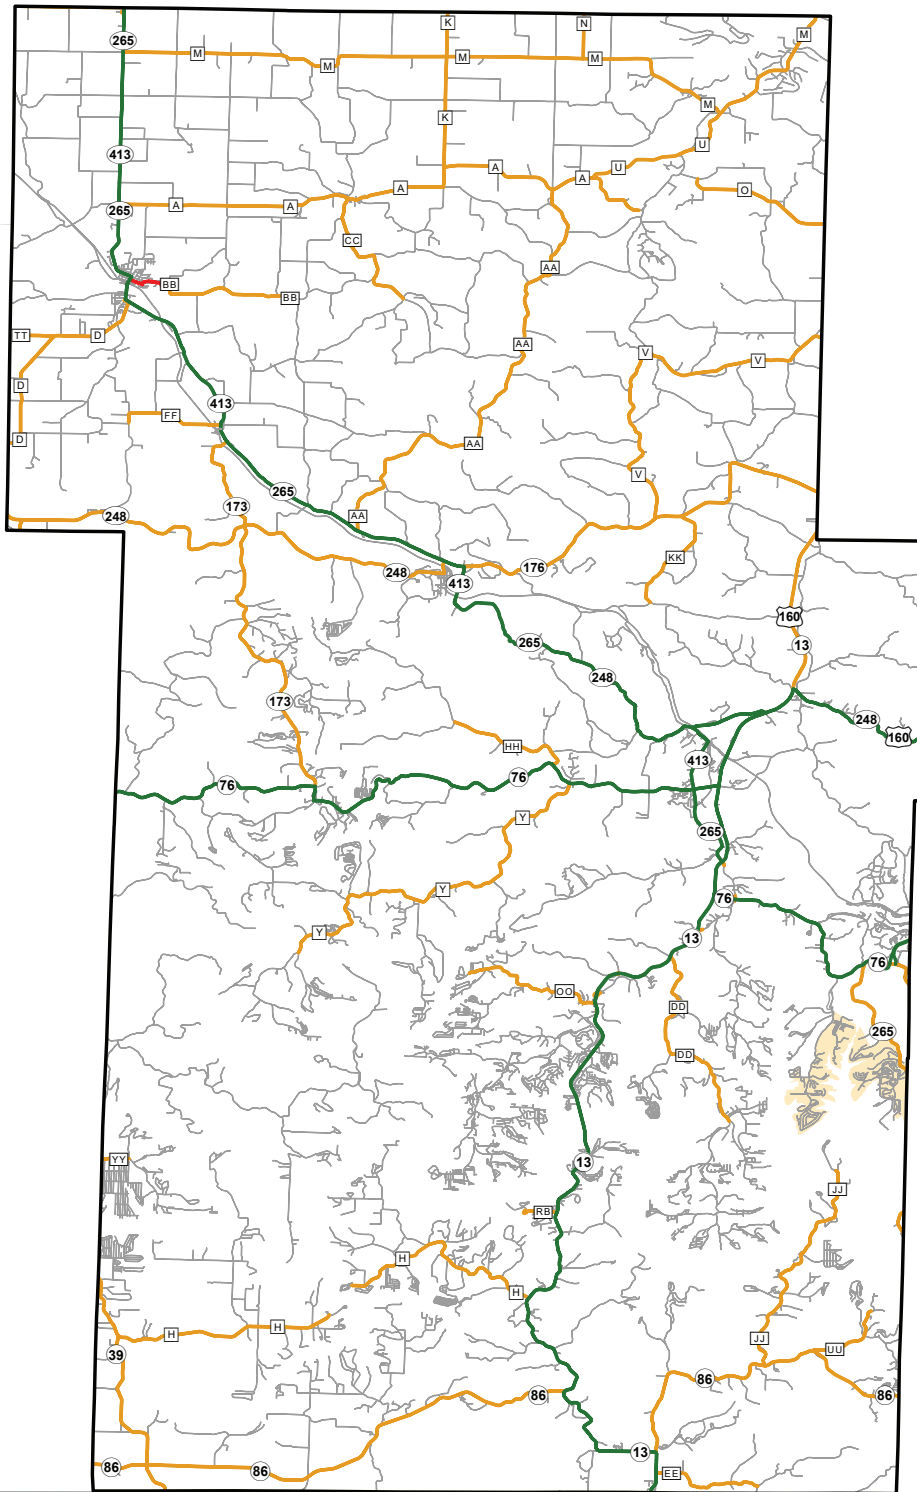 K
N
M
265
M
M
M
M
M
K
413
U
A
U
A
A
O
265
A
A
CC
AA
BB
BB
TT
D
AA
V
V
D
413
FF
D
AA
V
265
173
248
AA
KK
176
248
413
160
13
265
248
173
248
160
HH
413
76
76
Y
265
Y
76
Y
13
76
OO
DD
265
DD
YY
13
JJ
RB
H
H
H
H
JJ
UU
39
86
86
86
13
86
86
EE